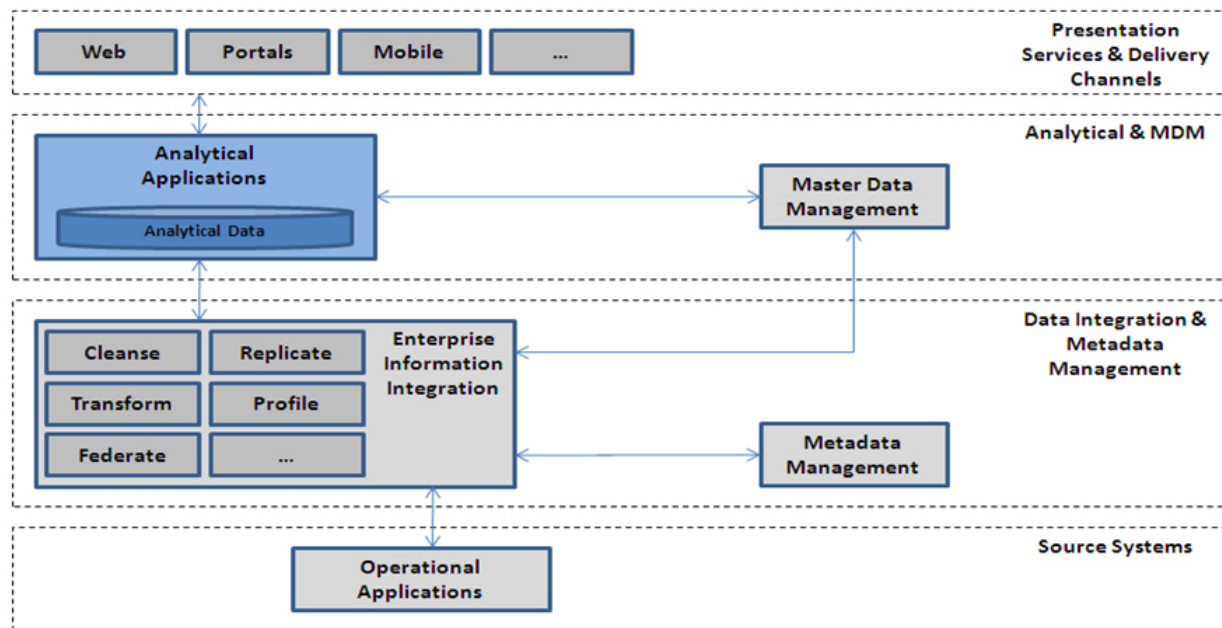 Web
Portals
Mobile
...
Presentation
Services & Delivery
Channels
Analytical & MDM
Analytical
Applications
Analytical Data
Master Data
Management
Data Integration &
Metadata
Management
Enterprise
Information
Integration
Cleanse
Replicate
Transform
Profile
Federate
...
Metadata
Management
Source Systems
Operational
Applications